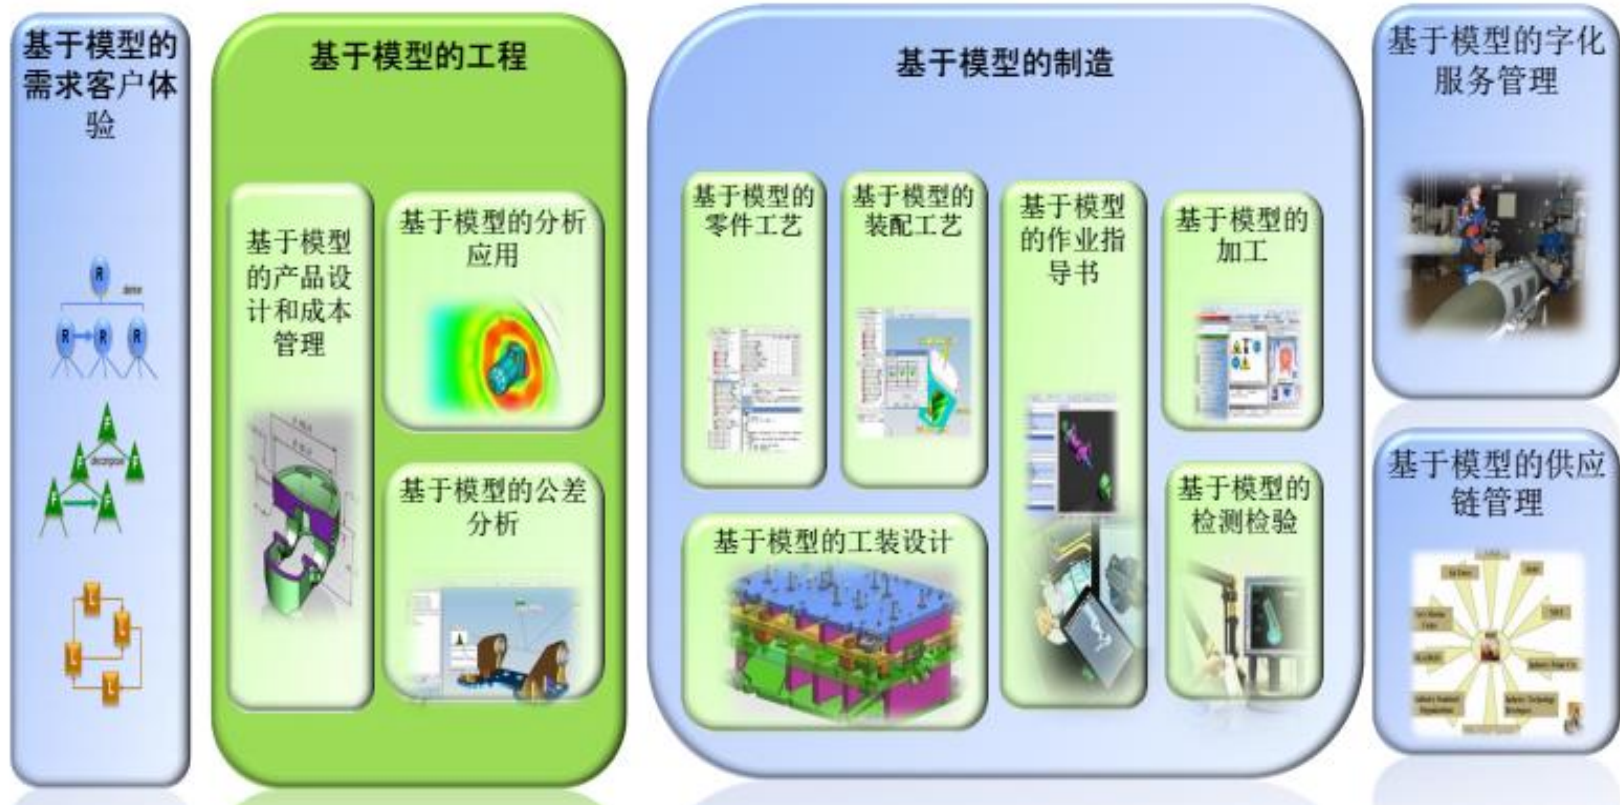 基于模型的
需求客户体
验
R
derive
R
R
R
F
F
decompose
F
F
F
L
L
L
L
基于模型的工程
基于模型
的产品设
计和成本
管理
基于模型的分析
应用
基于模型的公差
分析
基于模型的制造
基于模型的
零件工艺
基于模型的
装配工艺
基于模型
的作业指
导书
基于模型的
加工
基于模型的工装设计
基于模型的
检测检验
基于模型的字化
服务管理
基于模型的供应
链管理